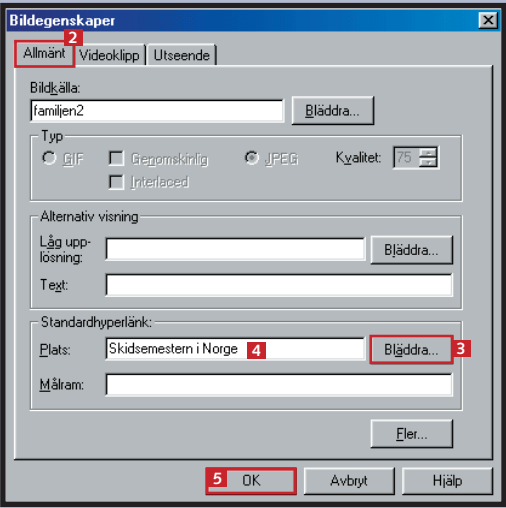 Bildegenskaper
2
Allmänt Videoklipp Utseende
Bildkälla:
familjen2 Bläddra...
Typ
GIF Genomskinlig JPEG Kvalitet: 75
Interlaced
Alternativ visning
Låg upp-
lösning: Bläddra...
Text:
Standardhyperlänk:
Plats: Skidsemestern i Norge 4 Bläddra... 3
Målram:
Fler...
5 OK Avbryt Hjälp